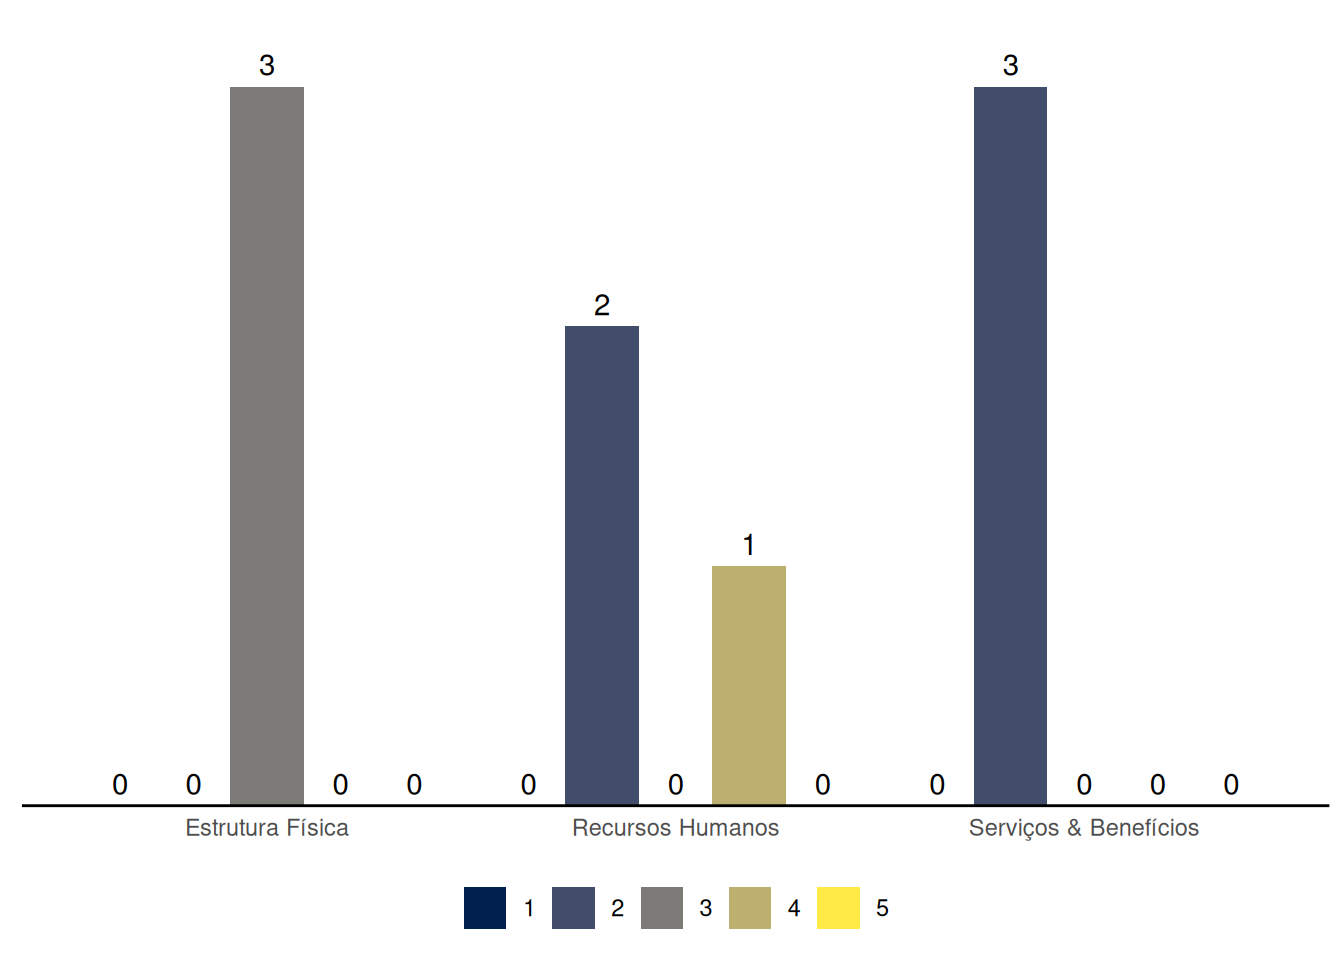 3 3
2
1
0 0 0 0 0 0 0 0 0 0 0
Estrutura Física Recursos Humanos Serviços & Benefícios
1 2 3 4 5